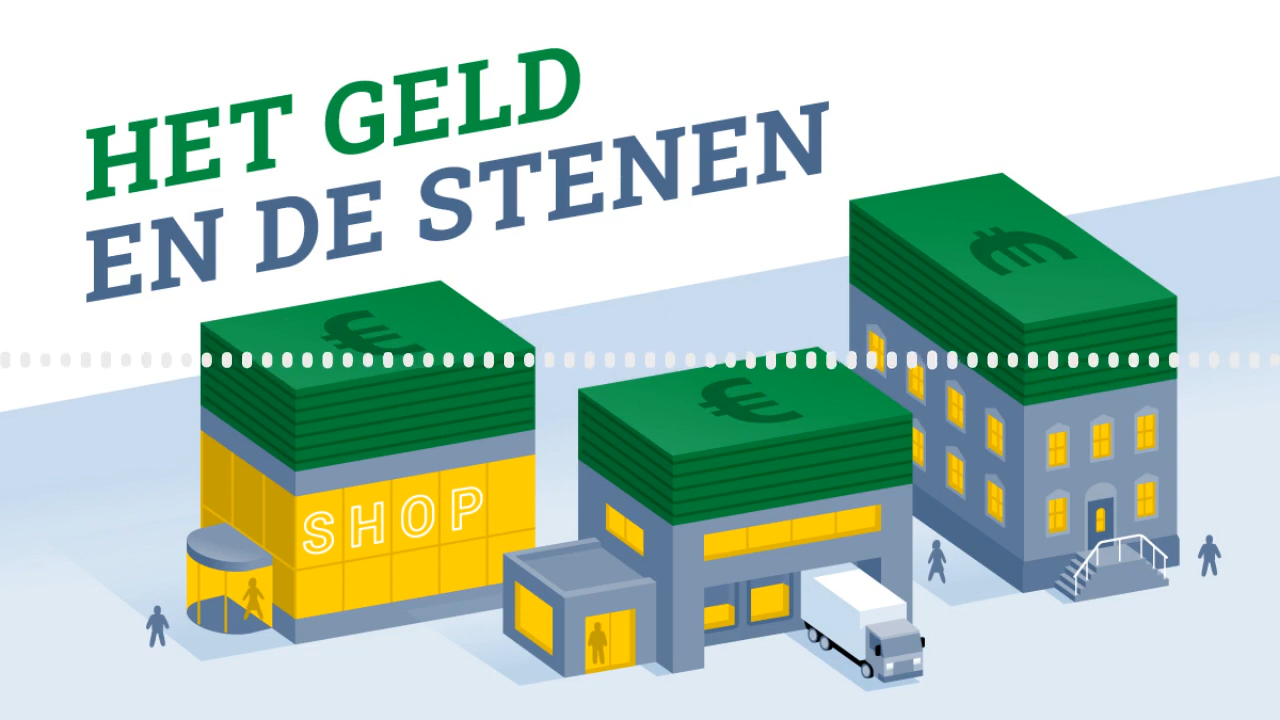 HET GELD
EN DE STENEN
€
€
€
SHOP